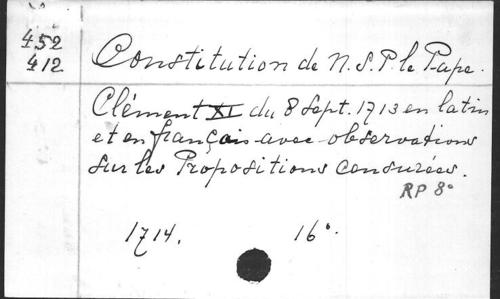 452
412
Constitution de N.S.P. le Pape.
Clément XI du 8 Sept. 1713 en latin
et en français avec observations
sur les Propositions censurées.
RP 8°
1714. 16°.